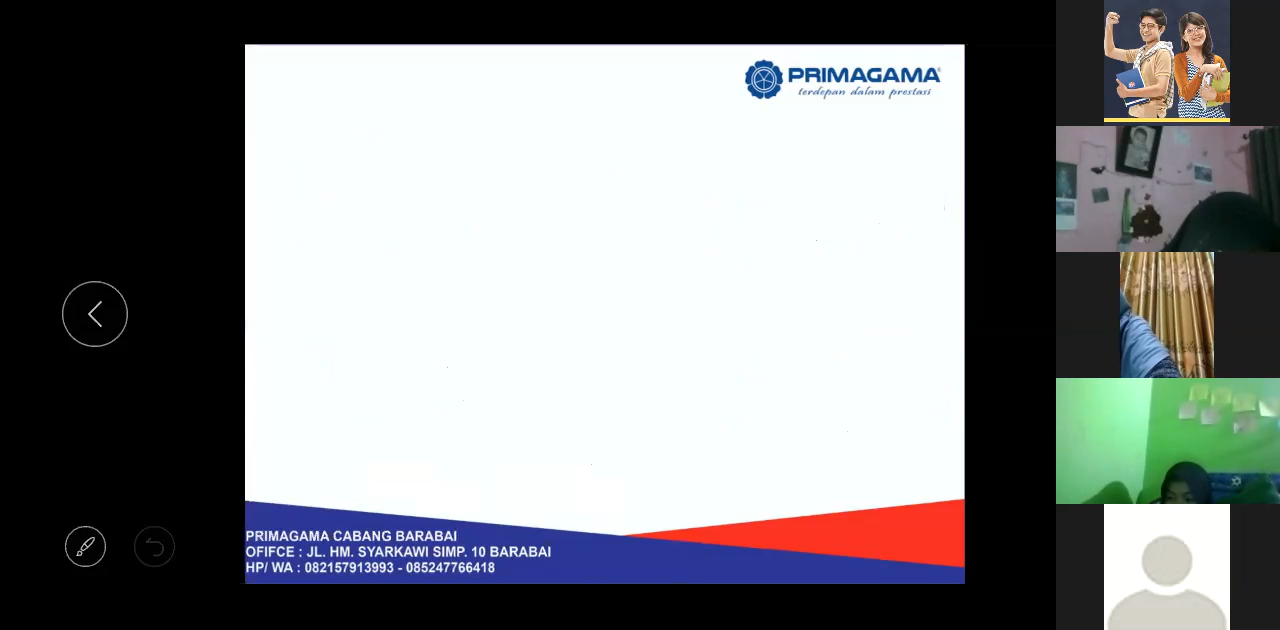 PRIMAGAMA
terdepan dalam prestasi
PRIMAGAMA CABANG BARABAI
OFIFCE : JL. HM. SYARKAWI SIMP. 10 BARABAI
HP/ WA : 082157913993 - 085247766418